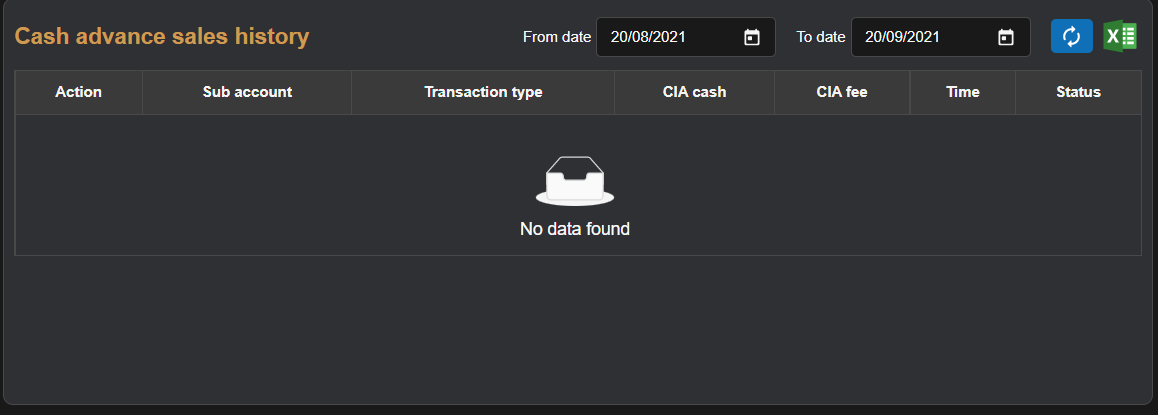 Cash advance sales history
From date 20/08/2021 To date 20/09/2021
X
Action Sub account Transaction type CIA cash CIA fee Time Status
No data found